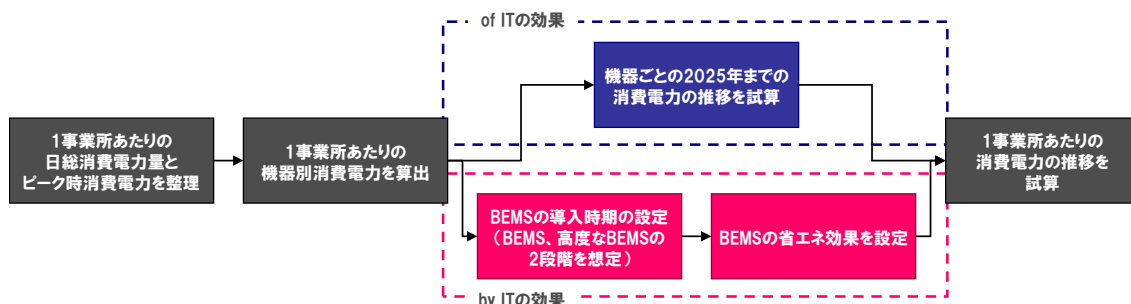 of ITの効果
機器ごとの2025年までの
消費電力の推移を試算
1事業所あたりの
日総消費電力量と
ピーク時消費電力を整理
1事業所あたりの
機器別消費電力を算出
1事業所あたりの
消費電力の推移を
試算
BEMSの導入時期の設定
(BEMS、高度なBEMSの
2段階を想定)
BEMSの省エネ効果を設定
by ITの効果